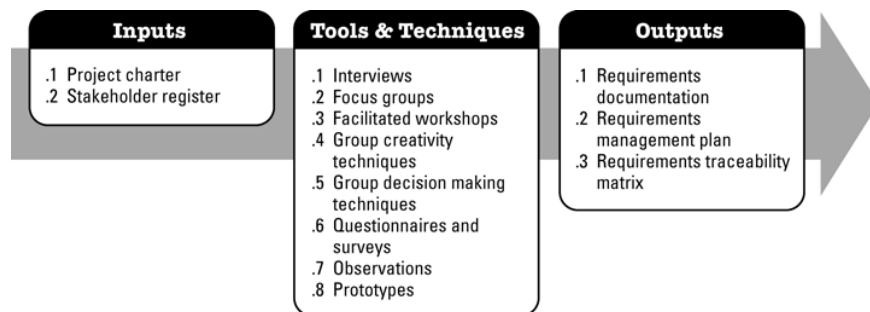 Inputs
.1 Project charter
.2 Stakeholder register
Tools & Techniques
.1 Interviews
.2 Focus groups
.3 Facilitated workshops
.4 Group creativity
techniques
.5 Group decision making
techniques
.6 Questionnaires and
surveys
.7 Observations
.8 Prototypes
Outputs
.1 Requirements
documentation
.2 Requirements
management plan
.3 Requirements traceability
matrix